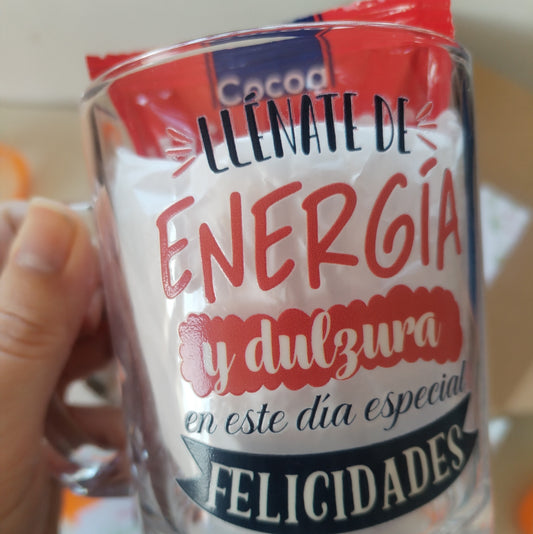 Cocoa
LLÉNATE DE
ENERGÍA
y dulzura
en este día especial
FELICIDADES